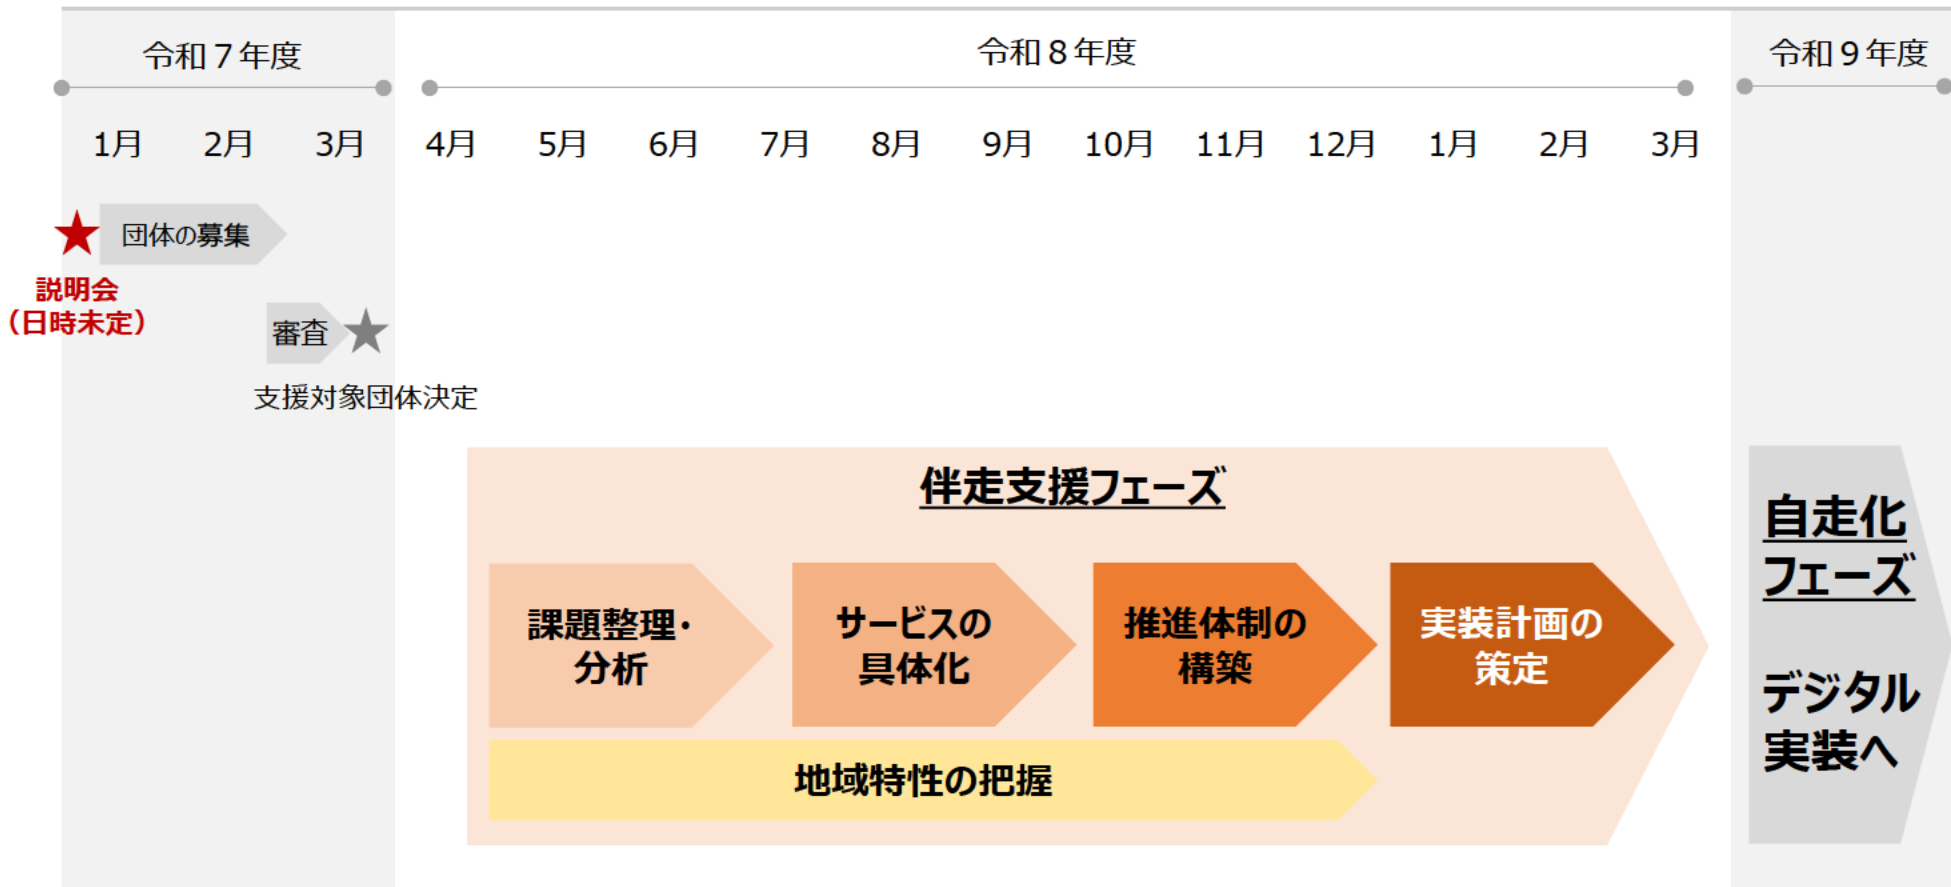 令和７年度
令和８年度
令和９年度
1月 2月 3月 4月 5月 6月 7月 8月 9月 10月 11月 12月 1月 2月 3月
団体の募集
説明会
（日時未定）
審査
支援対象団体決定
伴走支援フェーズ
課題整理・
分析
サービスの
具体化
推進体制の
構築
実装計画の
策定
地域特性の把握
自走化
フェーズ
デジタル
実装へ